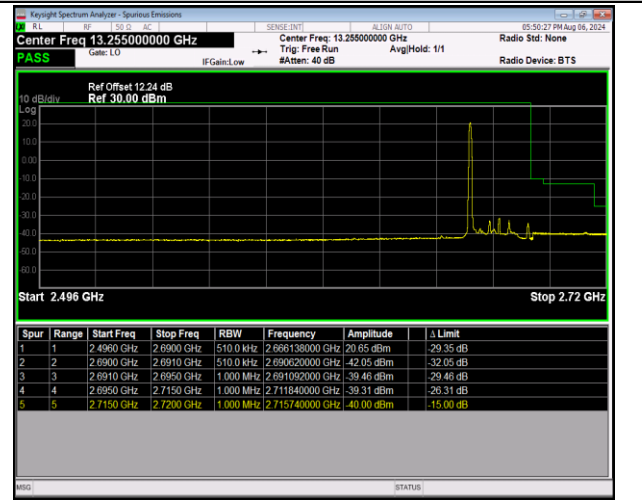 Keysight Spectrum Analyzer - Spurious Emissions
RL RF 50 Ω AC SENSE:INT ALIGN AUTO 05:50:27 PM Aug 06, 2024
Center Freq 13.255000000 GHz Center Freq: 13.255000000 GHz Radio Std: None
Trig: Free Run Avg|Hold: 1/1
PASS Gate: LO IFGain:Low #Atten: 40 dB Radio Device: BTS
Ref Offset 12.24 dB
10 dB/div Ref 30.00 dBm
Log
20.0
10.0
0.00
-10.0
-20.0
-30.0
-40.0
-50.0
-60.0
Start 2.496 GHz Stop 2.72 GHz
Spur Range Start Freq Stop Freq RBW Frequency Amplitude Δ Limit
1 1 2.4960 GHz 2.6900 GHz 510.0 kHz 2.666138000 GHz 20.65 dBm -29.35 dB
2 2 2.6900 GHz 2.6910 GHz 510.0 kHz 2.690620000 GHz -42.05 dBm -32.05 dB
3 3 2.6910 GHz 2.6950 GHz 1.000 MHz 2.691092000 GHz -39.46 dBm -29.46 dB
4 4 2.6950 GHz 2.7150 GHz 1.000 MHz 2.711840000 GHz -39.31 dBm -26.31 dB
5 5 2.7150 GHz 2.7200 GHz 1.000 MHz 2.715740000 GHz -40.00 dBm -15.00 dB
MSG STATUS